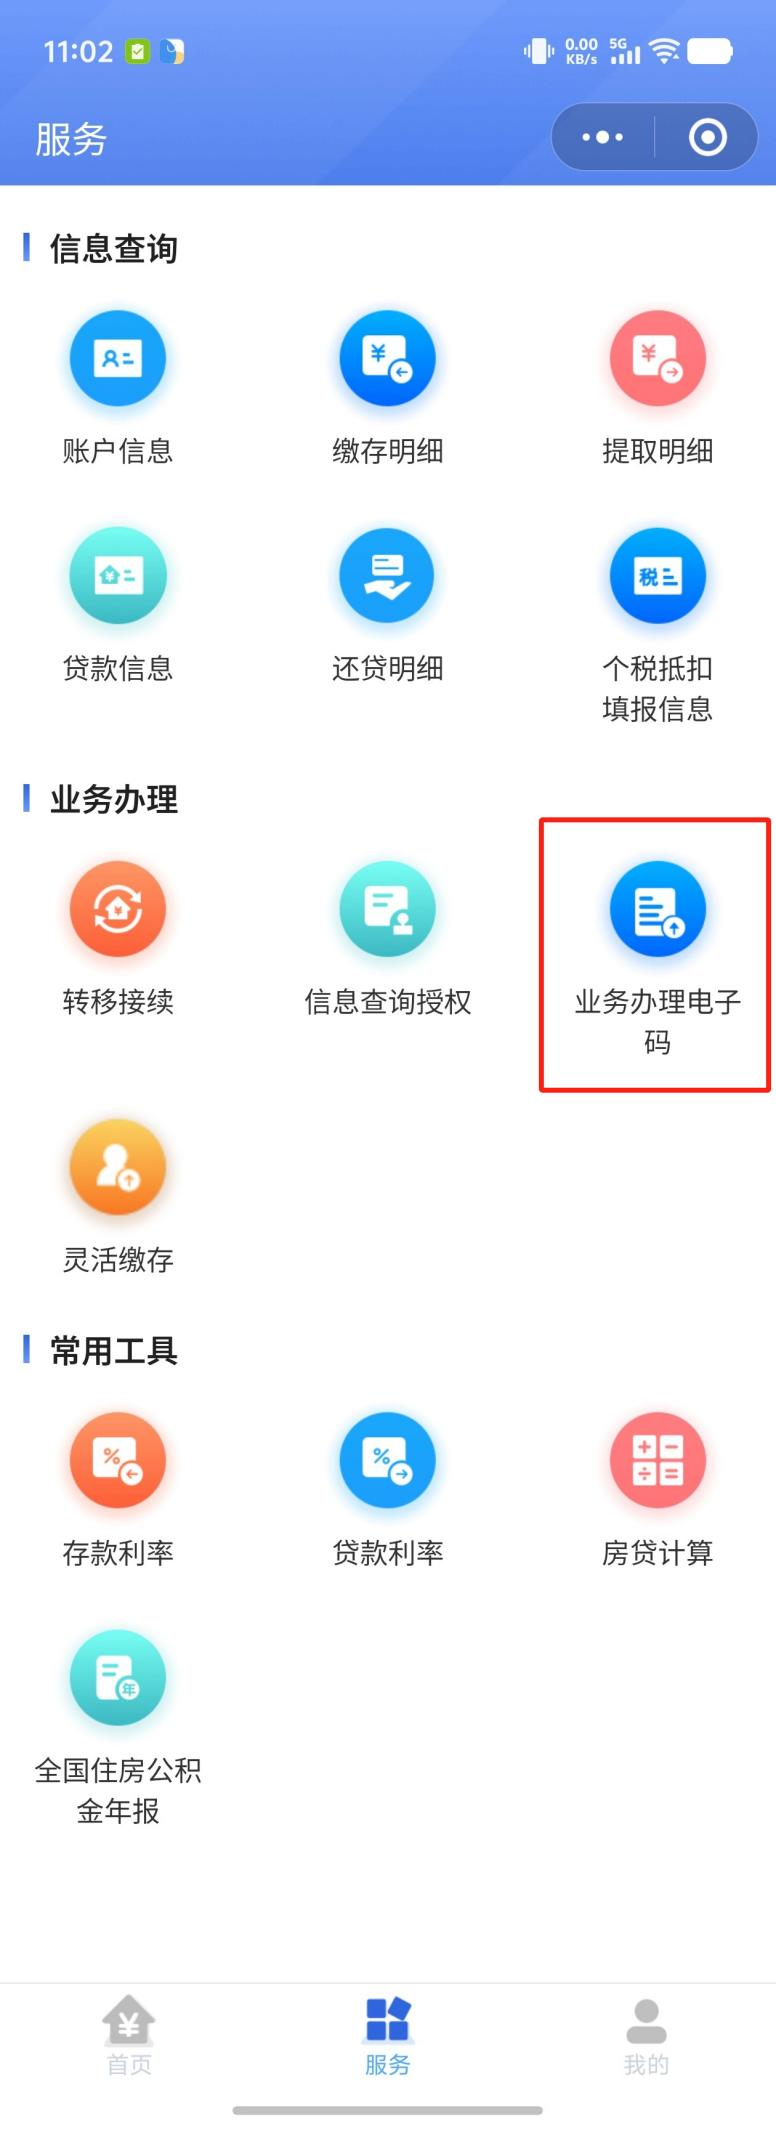 11:02
0.00 KB/s
5G
服务
信息查询
账户信息 缴存明细 提取明细
贷款信息 还贷明细 个税抵扣
填报信息
业务办理
转移接续 信息查询授权 业务办理电子
码
灵活缴存
常用工具
存款利率 贷款利率 房贷计算
全国住房公积
金年报
首页 服务 我的